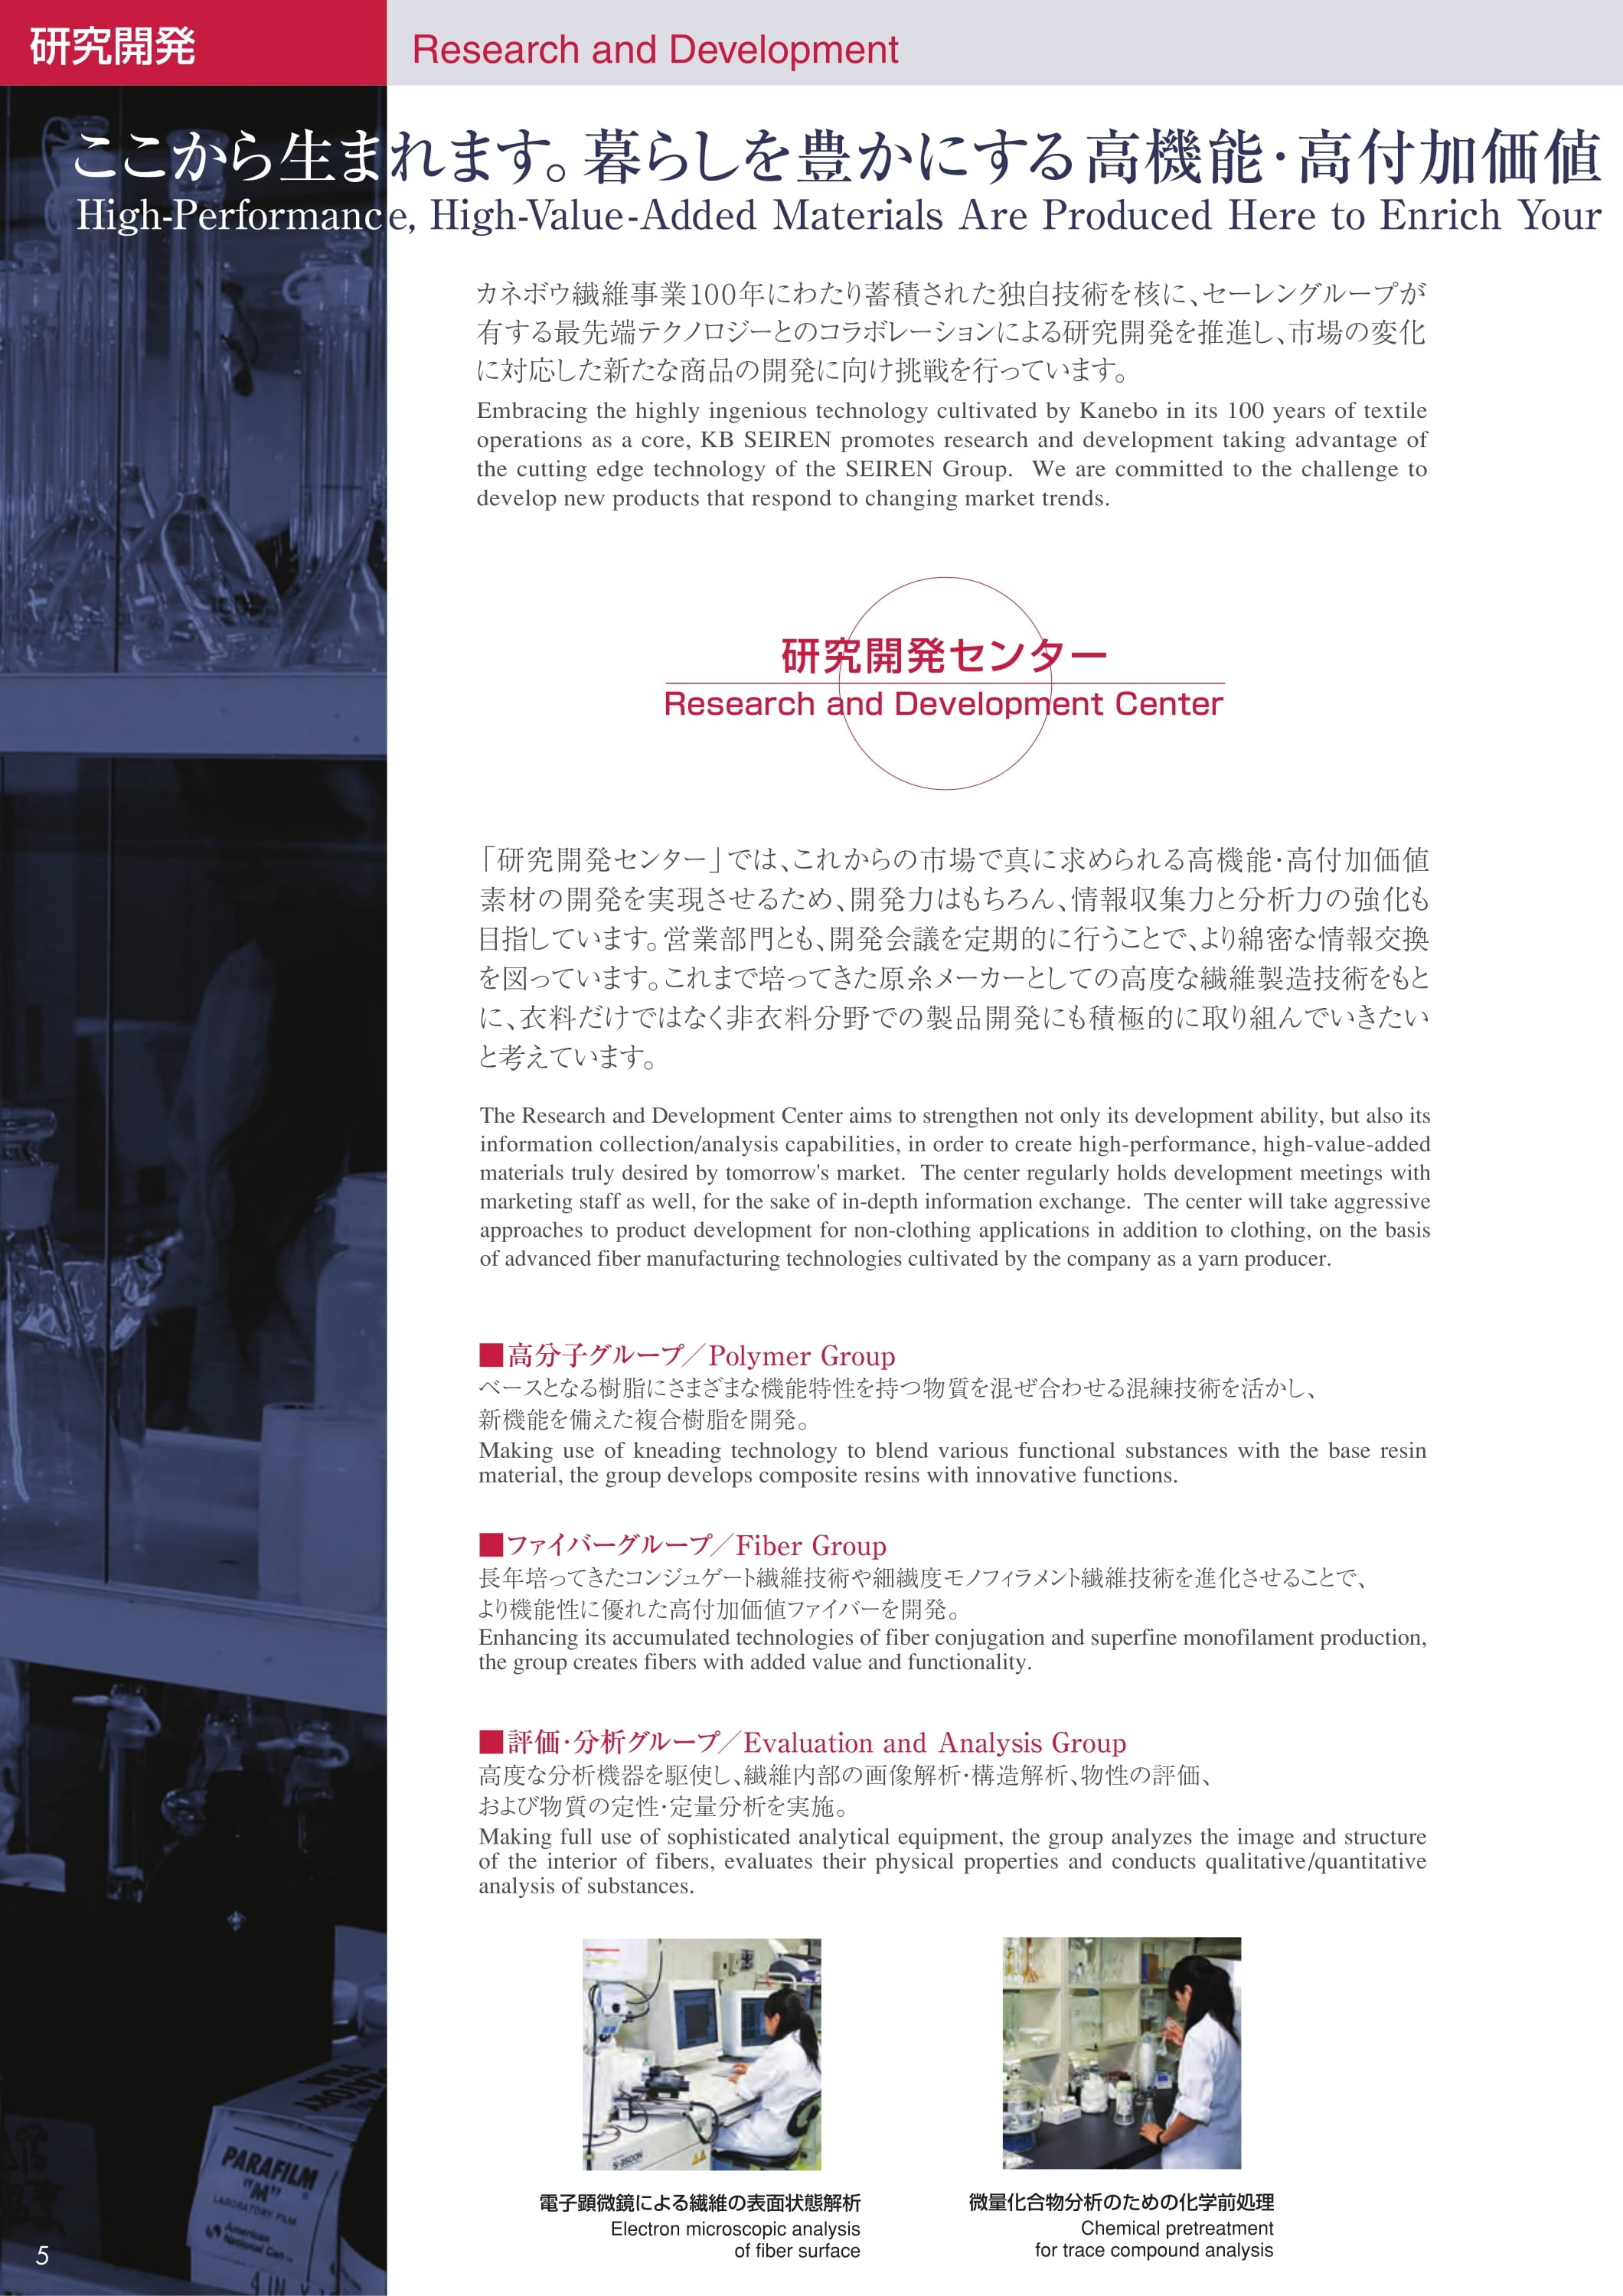 研究開発
Research and Development
ここから生まれます。暮らしを豊かにする高機能・高付加価値
High-Performance, High-Value-Added Materials Are Produced Here to Enrich Your
カネボウ繊維事業100年にわたり蓄積された独自技術を核に、セーレングループが
有する最先端テクノロジーとのコラボレーションによる研究開発を推進し、市場の変化
に対応した新たな商品の開発に向け挑戦を行っています。
Embracing the highly ingenious technology cultivated by Kanebo in its 100 years of textile
operations as a core, KB SEIREN promotes research and development taking advantage of
the cutting edge technology of the SEIREN Group. We are committed to the challenge to
develop new products that respond to changing market trends.
研究開発センター
Research and Development Center
「研究開発センター」では、これからの市場で真に求められる高機能・高付加価値
素材の開発を実現させるため、開発力はもちろん、情報収集力と分析力の強化も
目指しています。営業部門とも、開発会議を定期的に行うことで、より綿密な情報交換
を図っています。これまで培ってきた原糸メーカーとしての高度な繊維製造技術をもと
に、衣料だけではなく非衣料分野での製品開発にも積極的に取り組んでいきたい
と考えています。
The Research and Development Center aims to strengthen not only its development ability, but also its
information collection/analysis capabilities, in order to create high-performance, high-value-added
materials truly desired by tomorrow's market. The center regularly holds development meetings with
marketing staff as well, for the sake of in-depth information exchange. The center will take aggressive
approaches to product development for non-clothing applications in addition to clothing, on the basis
of advanced fiber manufacturing technologies cultivated by the company as a yarn producer.
■高分子グループ／Polymer Group
ベースとなる樹脂にさまざまな機能特性を持つ物質を混ぜ合わせる混練技術を活かし、
新機能を備えた複合樹脂を開発。
Making use of kneading technology to blend various functional substances with the base resin
material, the group develops composite resins with innovative functions.
■ファイバーグループ／Fiber Group
長年培ってきたコンジュゲート繊維技術や細繊度モノフィラメント繊維技術を進化させることで、
より機能性に優れた高付加価値ファイバーを開発。
Enhancing its accumulated technologies of fiber conjugation and superfine monofilament production,
the group creates fibers with added value and functionality.
■評価・分析グループ／Evaluation and Analysis Group
高度な分析機器を駆使し、繊維内部の画像解析・構造解析、物性の評価、
および物質の定性・定量分析を実施。
Making full use of sophisticated analytical equipment, the group analyzes the image and structure
of the interior of fibers, evaluates their physical properties and conducts qualitative/quantitative
analysis of substances.
S-3500N
電子顕微鏡による繊維の表面状態解析
Electron microscopic analysis
of fiber surface
微量化合物分析のための化学前処理
Chemical pretreatment
for trace compound analysis
PARAFILM
"M"
LABORATORY FILM
American
National Can
4 IN
5